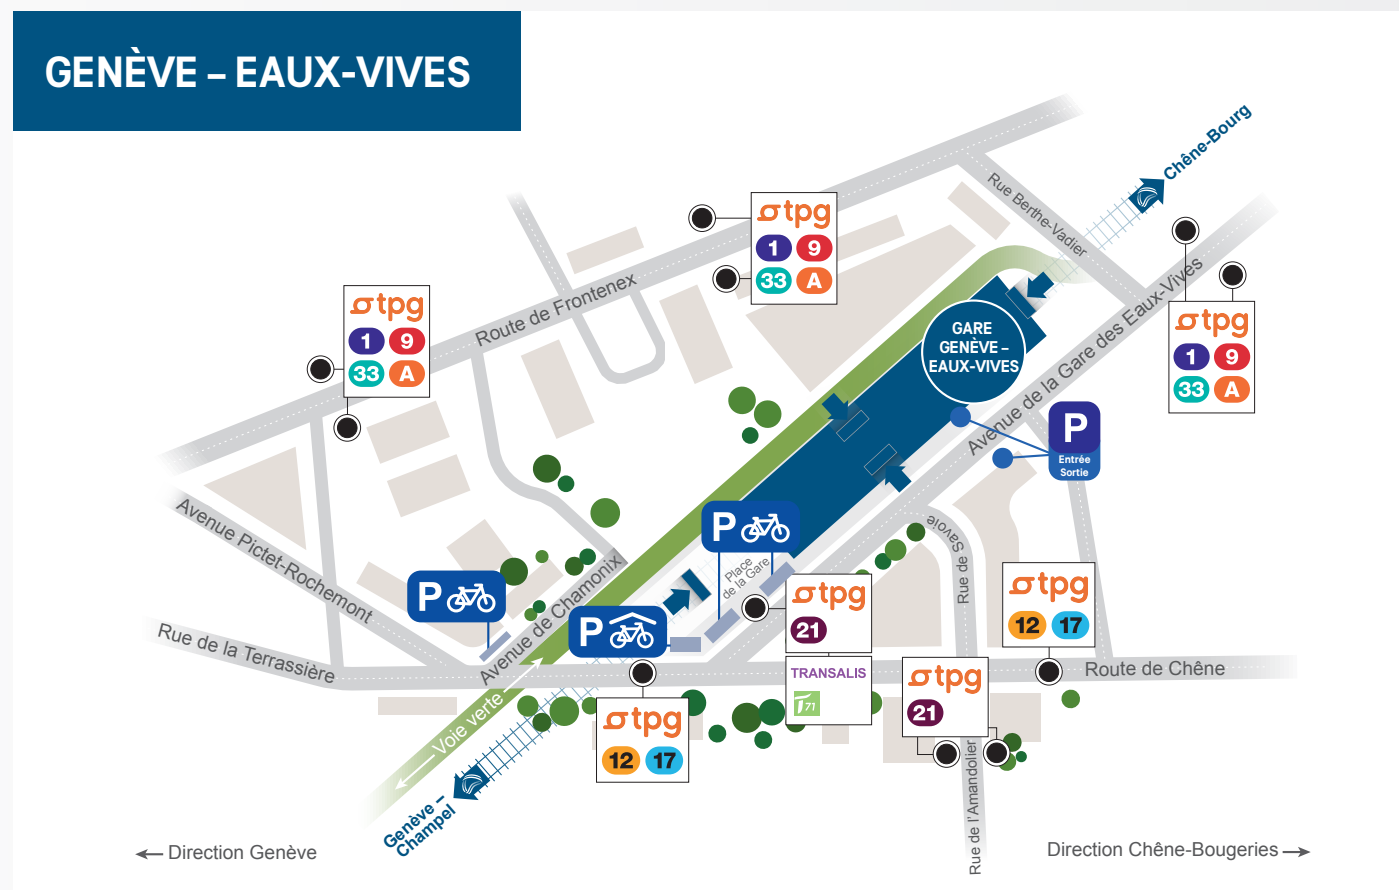 GENÈVE – EAUX-VIVES
Chêne-Bourg
Rue Berthe-Vadier
tpg
1 9
33 A
tpg
1 9
33 A
Route de Frontenex
tpg
1 9
33 A
GARE
GENÈVE –
EAUX-VIVES
Avenue de la Gare des Eaux-Vives
P
Entrée
Sortie
Avenue Pictet-Rochemont
P
Place
de la Gare
Rue de Savoie
P
Avenue de Chamonix
P
tpg
21
TRANSALIS
T71
tpg
12 17
Rue de la Terrassière
Route de Chêne
tpg
21
Voie verte
tpg
12 17
Genève –
Champel
Rue de l'Amandolier
Direction Genève
Direction Chêne-Bougeries